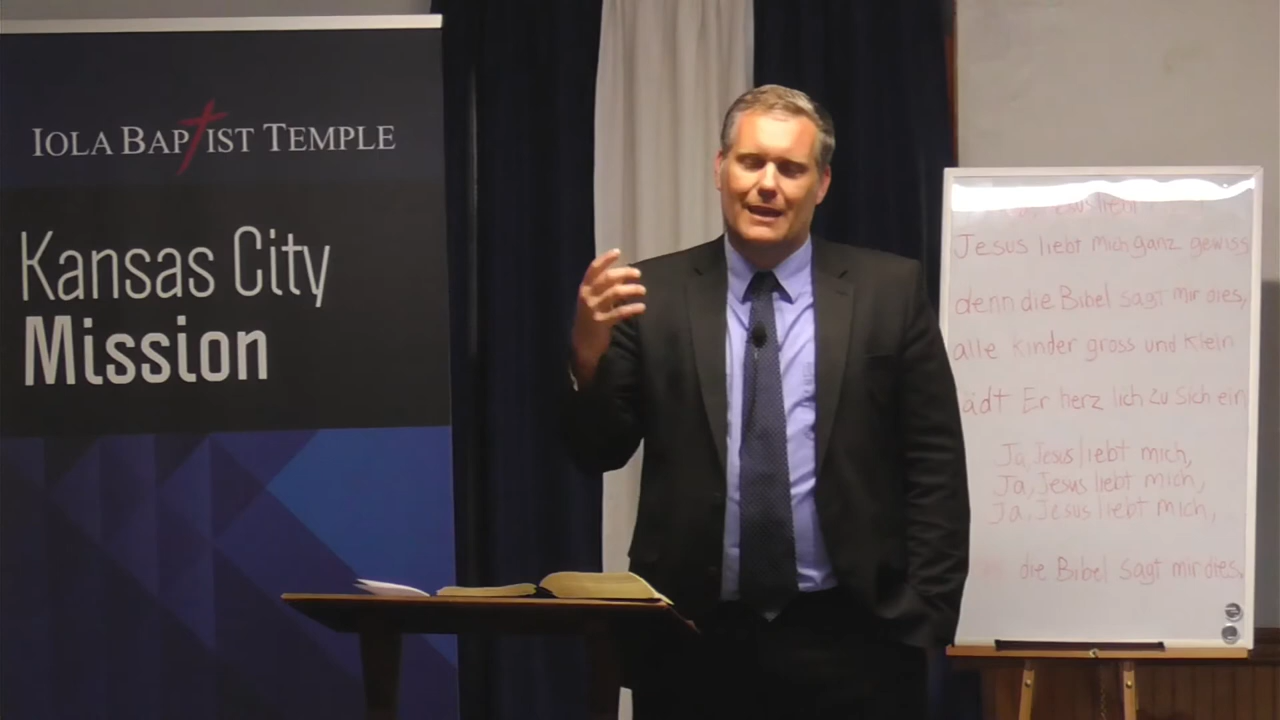 IOLA BAPTIST TEMPLE
Kansas City
Mission
Jesus liebt mich ganz gewiss
denn die Bibel sagt mir dies,
alle Kinder gross und Klein
ädt Er herz lich zu Sich ein
Ja, Jesus liebt mich,
Ja, Jesus liebt mich,
Ja, Jesus liebt mich,
die Bibel sagt mir dies.